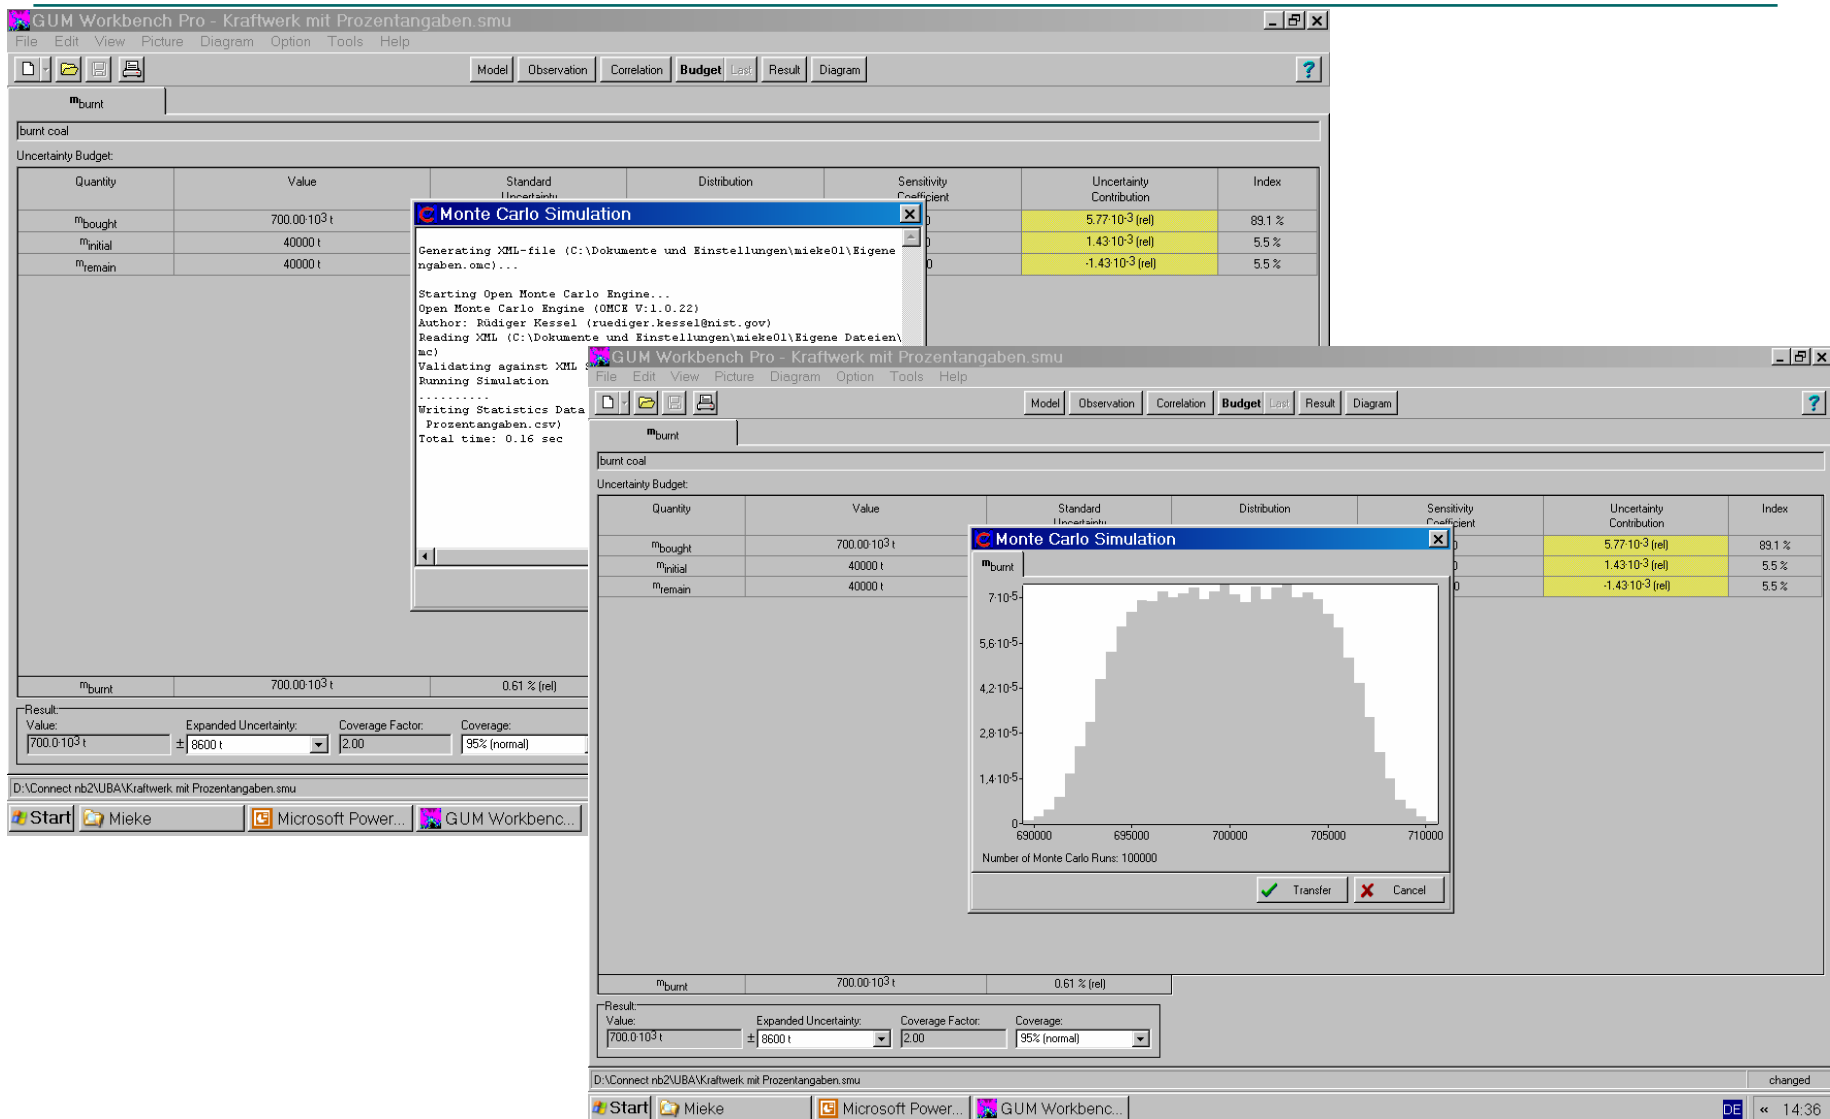 GUM Workbench Pro - Kraftwerk mit Prozentangaben.smu
File Edit View Picture Diagram Option Tools Help
Model Observation Correlation Budget Last Result Diagram
mburnt
burnt coal
Uncertainty Budget:
Quantity Value Standard Uncertainty Distribution Sensitivity Coefficient Uncertainty Contribution Index
mbought 700.00·10³ t 5.77·10-3 (rel) 89.1 %
minitial 40000 t 1.43·10-3 (rel) 5.5 %
mremain 40000 t -1.43·10-3 (rel) 5.5 %
Monte Carlo Simulation
Generating XML-file (C:\Dokumente und Einstellungen\mieke01\Eigene
ngaben.omc)...
Starting Open Monte Carlo Engine...
Open Monte Carlo Engine (OMCE V:1.0.22)
Author: Rüdiger Kessel (ruediger.kessel@nist.gov)
Reading XML (C:\Dokumente und Einstellungen\mieke01\Eigene Dateien\
mc)
Validating against XML
Running Simulation
..........
Writing Statistics Data
Prozentangaben.csv)
Total time: 0.16 sec
mburnt 700.00·10³ t 0.61 % (rel)
Result:
Value: Expanded Uncertainty: Coverage Factor: Coverage:
700.0·10³ t ± 8600 t 2.00 95% (normal)
D:\Connect nb2\UBA\Kraftwerk mit Prozentangaben.smu
Start Mieke Microsoft Power... GUM Workbenc...
GUM Workbench Pro - Kraftwerk mit Prozentangaben.smu
File Edit View Picture Diagram Option Tools Help
Model Observation Correlation Budget Last Result Diagram
mburnt
burnt coal
Uncertainty Budget:
Quantity Value Standard Uncertainty Distribution Sensitivity Coefficient Uncertainty Contribution Index
mbought 700.00·10³ t 5.77·10-3 (rel) 89.1 %
minitial 40000 t 1.43·10-3 (rel) 5.5 %
mremain 40000 t -1.43·10-3 (rel) 5.5 %
Monte Carlo Simulation
mburnt
7·10-5
5,6·10-5
4,2·10-5
2,8·10-5
1,4·10-5
0
690000 695000 700000 705000 710000
Number of Monte Carlo Runs: 100000
Transfer Cancel
mburnt 700.00·10³ t 0.61 % (rel)
Result:
Value: Expanded Uncertainty: Coverage Factor: Coverage:
700.0·10³ t ± 8600 t 2.00 95% (normal)
D:\Connect nb2\UBA\Kraftwerk mit Prozentangaben.smu changed
Start Mieke Microsoft Power... GUM Workbenc... DE « 14:36